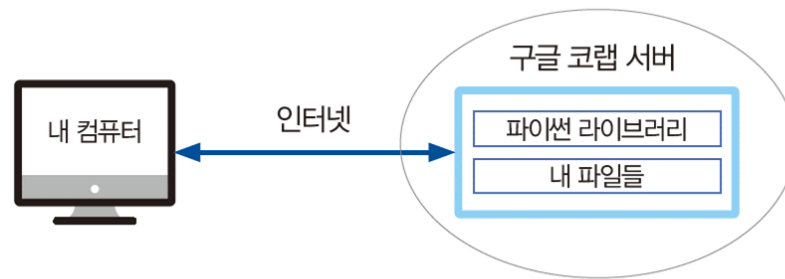 구글 코랩 서버
내 컴퓨터
인터넷
파이썬 라이브러리
내 파일들